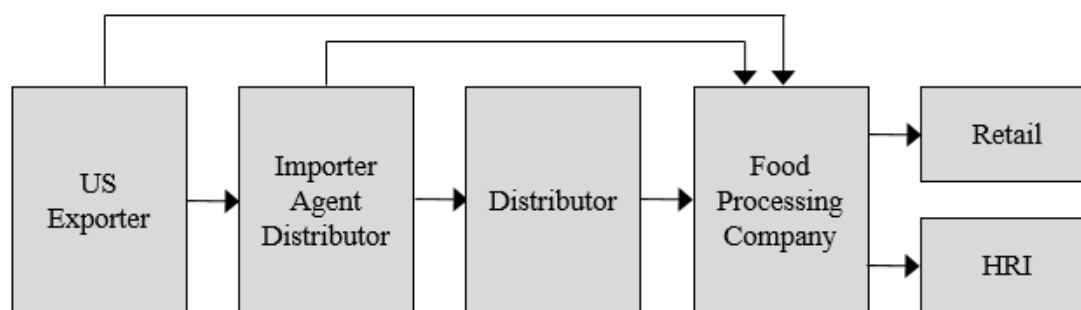 US
Exporter
Importer
Agent
Distributor
Distributor
Food
Processing
Company
Retail
HRI